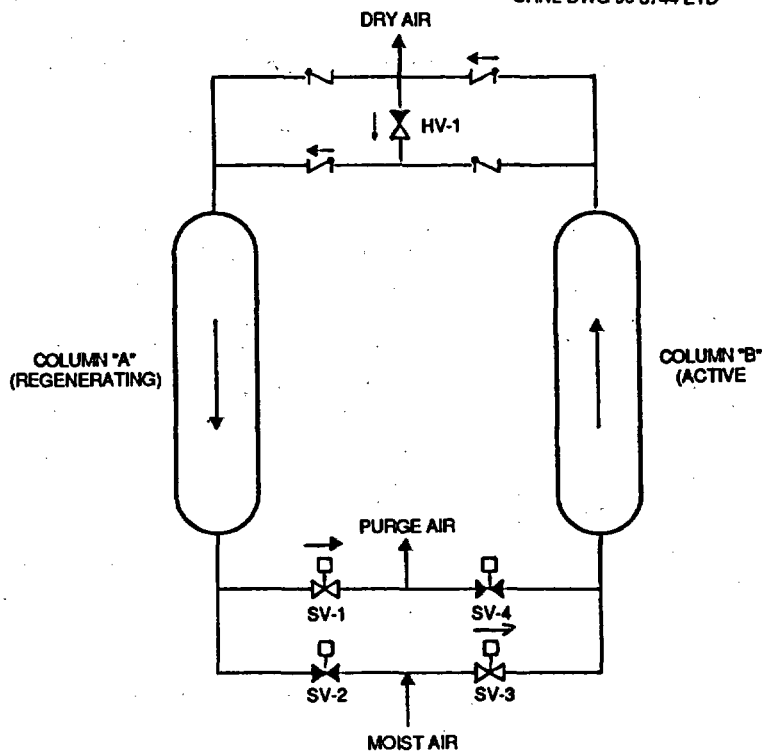 DRY AIR
HV-1
COLUMN "A"
(REGENERATING)
COLUMN "B"
(ACTIVE
PURGE AIR
SV-1
SV-4
SV-2
SV-3
MOIST AIR